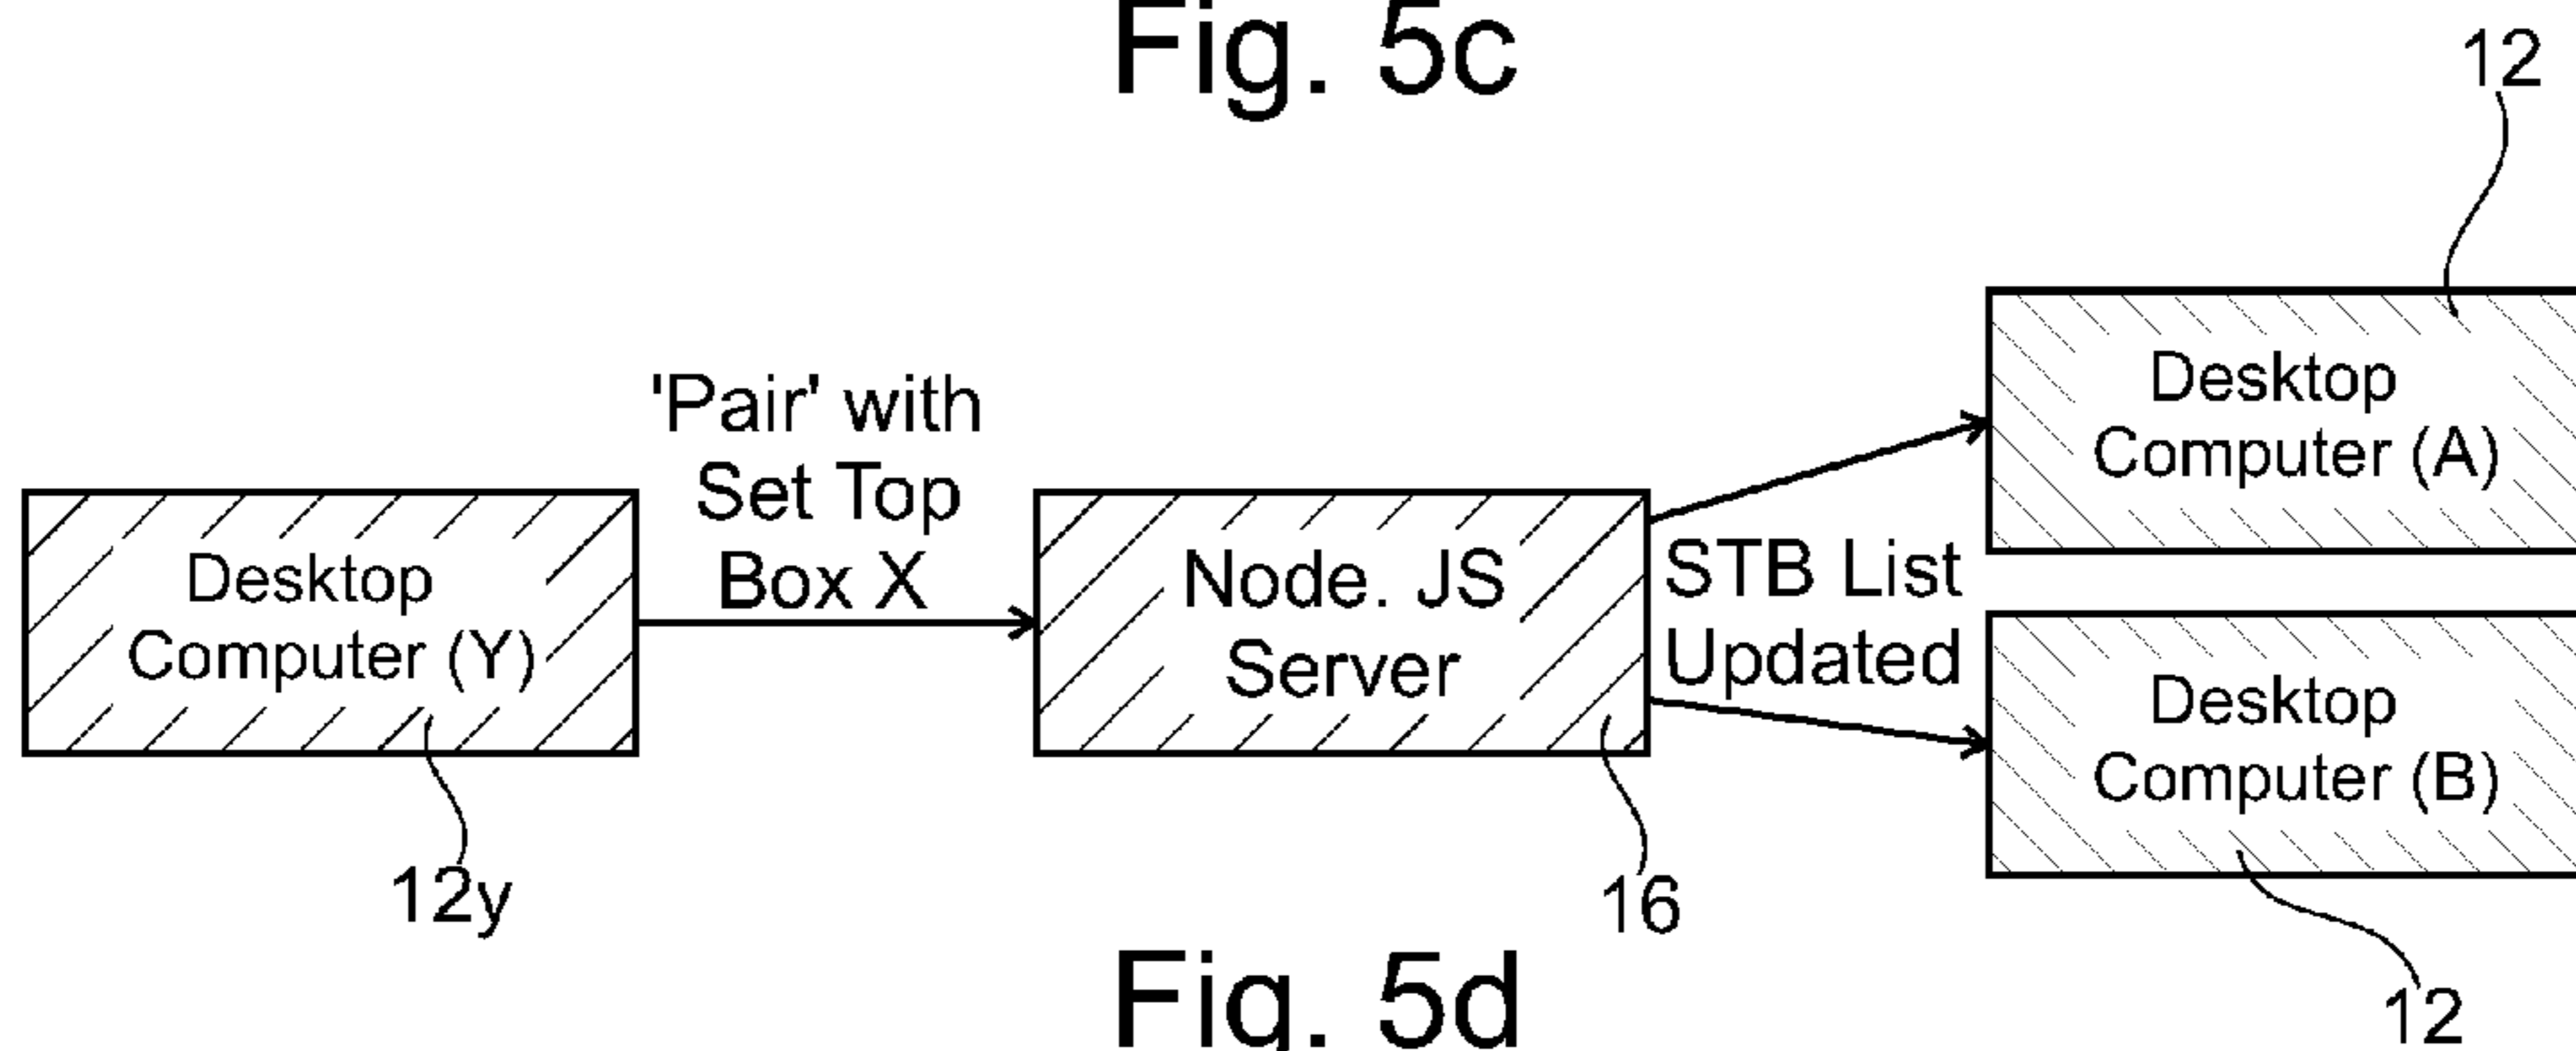 Fig. 5c
12
Desktop
Computer (A)
'Pair' with
Set Top
Box X
Desktop
Computer (Y)
Node. JS
Server
STB List
Updated
Desktop
Computer (B)
12y
16
12
Fig. 5d